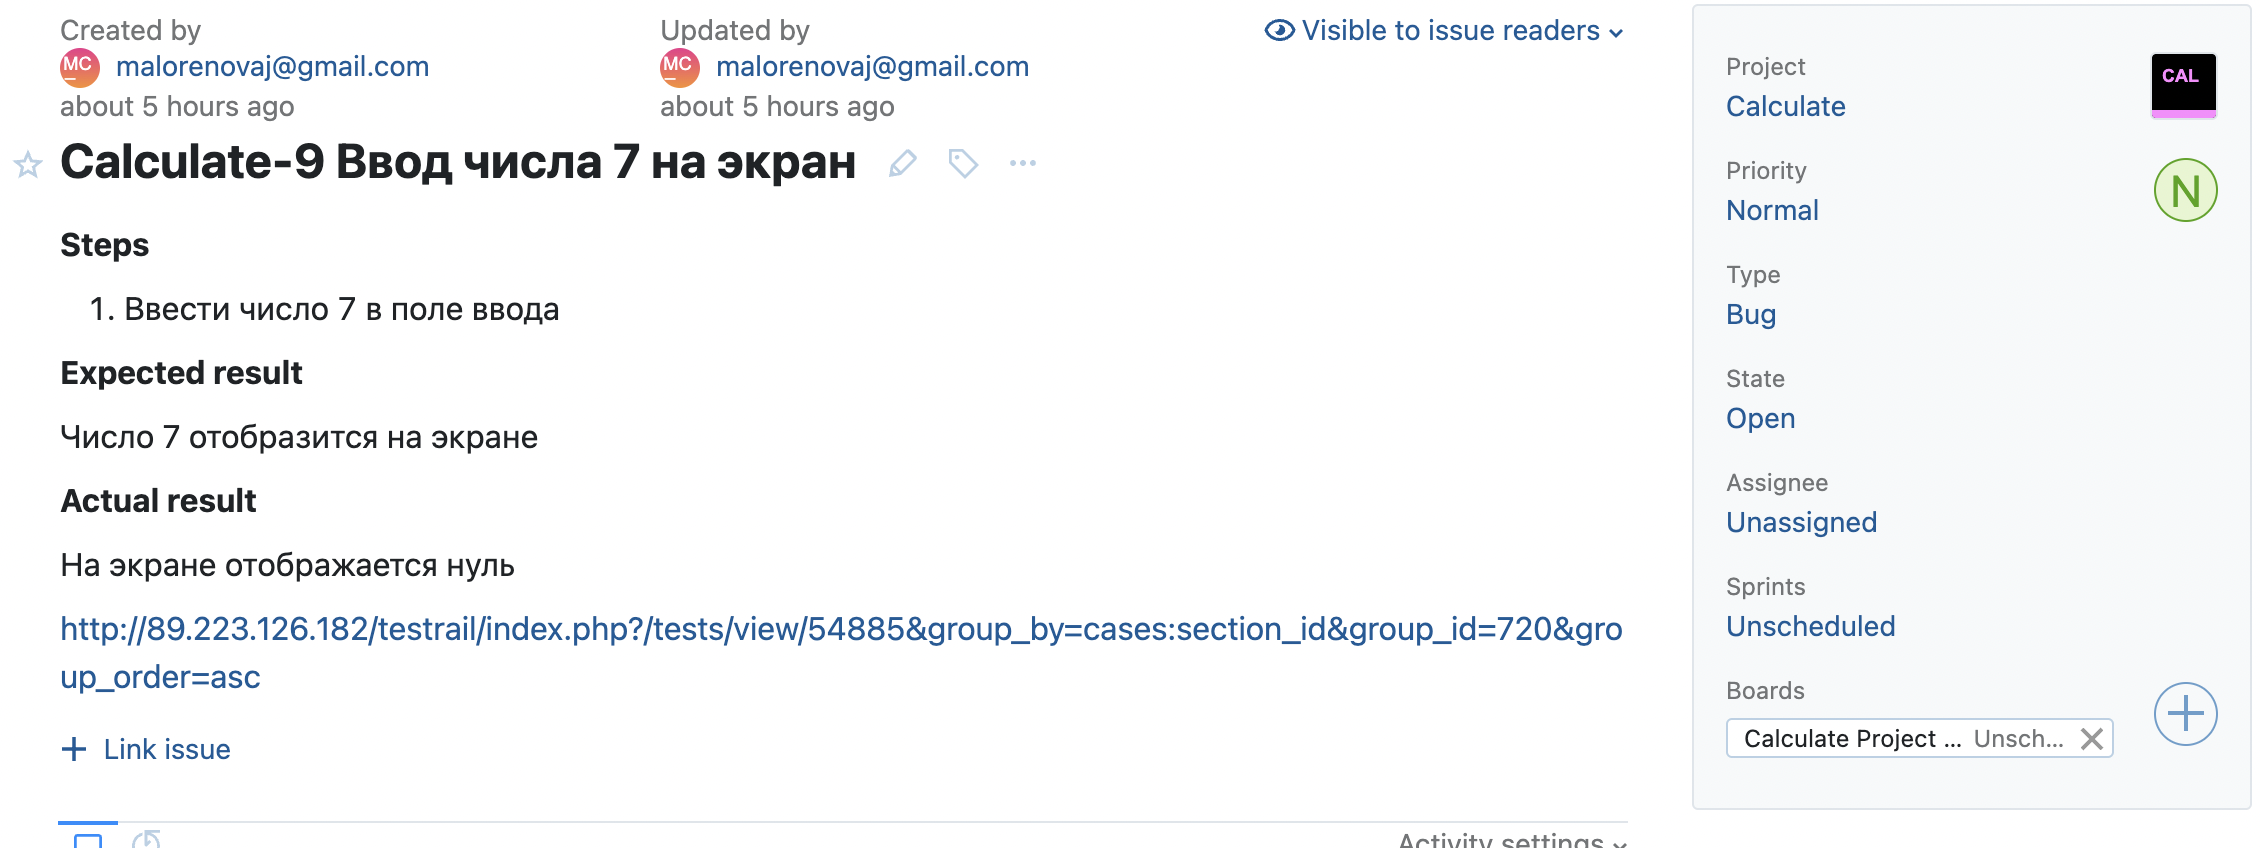 Created by
MC malorenovaj@gmail.com
about 5 hours ago
Updated by
MC malorenovaj@gmail.com
about 5 hours ago
Visible to issue readers
Calculate-9 Ввод числа 7 на экран
Steps
1. Ввести число 7 в поле ввода
Expected result
Число 7 отобразится на экране
Actual result
На экране отображается нуль
http://89.223.126.182/testrail/index.php?/tests/view/54885&group_by=cases:section_id&group_id=720&gro
up_order=asc
+ Link issue
Activity settings
Project
Calculate
CAL
Priority
Normal
N
Type
Bug
State
Open
Assignee
Unassigned
Sprints
Unscheduled
Boards
Calculate Project ... Unsch...